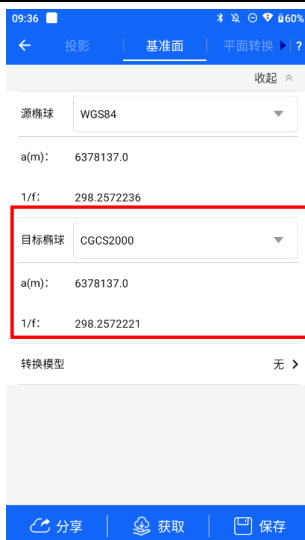 09:36 60%
投影 基准面 平面转换 ?
收起
源椭球 WGS84
a(m): 6378137.0
1/f: 298.2572236
目标椭球 CGCS2000
a(m): 6378137.0
1/f: 298.2572221
转换模型 无
分享 获取 保存